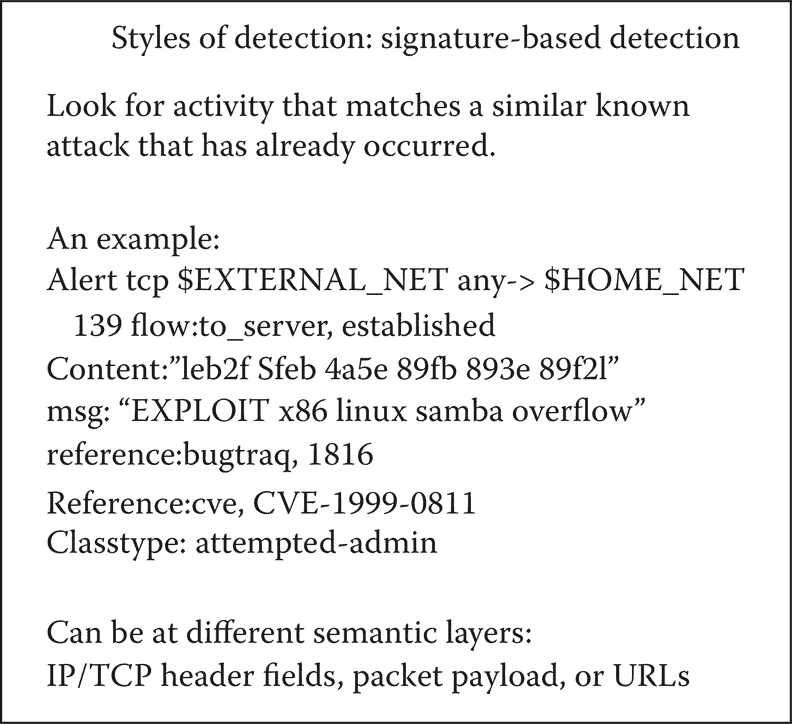 Styles of detection: signature-based detection
Look for activity that matches a similar known
attack that has already occurred.
An example:
Alert tcp $EXTERNAL_NET any-> $HOME_NET
139 flow:to_server, established
Content:”leb2f Sfeb 4a5e 89fb 893e 89f2l”
msg: “EXPLOIT x86 linux samba overflow”
reference:bugtraq, 1816
Reference:cve, CVE-1999-0811
Classtype: attempted-admin
Can be at different semantic layers:
IP/TCP header fields, packet payload, or URLs